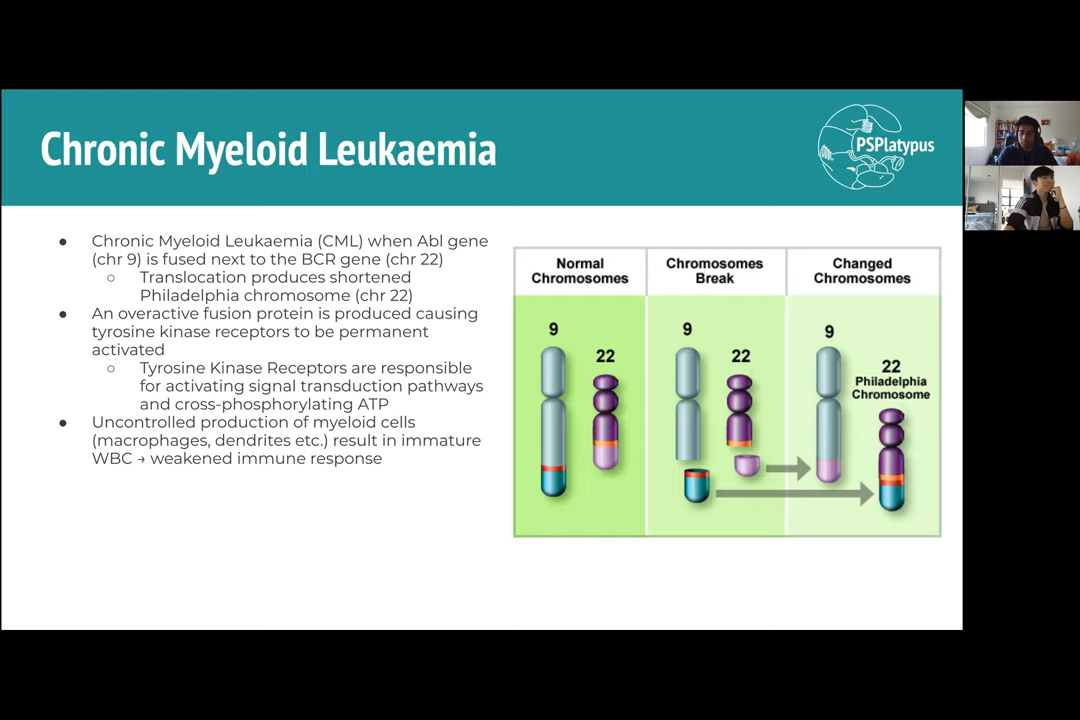 Chronic Myeloid Leukaemia
PSPlatypus
● Chronic Myeloid Leukaemia (CML) when Abl gene
(chr 9) is fused next to the BCR gene (chr 22)
○ Translocation produces shortened
Philadelphia chromosome (chr 22)
● An overactive fusion protein is produced causing
tyrosine kinase receptors to be permanent
activated
○ Tyrosine Kinase Receptors are responsible
for activating signal transduction pathways
and cross-phosphorylating ATP
● Uncontrolled production of myeloid cells
(macrophages, dendrites etc.) result in immature
WBC → weakened immune response
Normal
Chromosomes
Chromosomes
Break
Changed
Chromosomes
9
22
9
22
9
22
Philadelphia
Chromosome